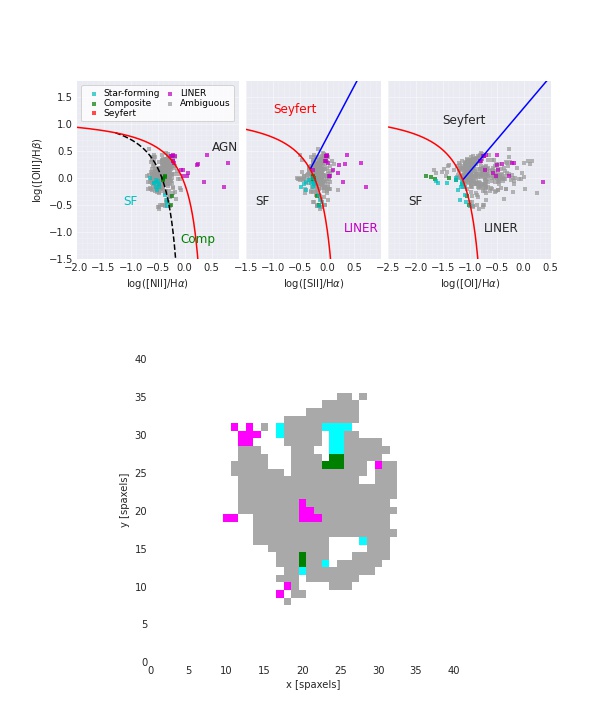 Star-forming
Composite
Seyfert
LINER
Ambiguous
AGN
SF
Comp
Seyfert
SF
LINER
Seyfert
SF
LINER
1.5
1.0
0.5
0.0
−0.5
−1.0
−1.5
log([OIII]/Hβ)
−2.0 −1.5 −1.0 −0.5 0.0 0.5
−1.5 −1.0 −0.5 0.0 0.5
−2.5 −2.0 −1.5 −1.0 −0.5 0.0 0.5
log([NII]/Hα)
log([SII]/Hα)
log([OI]/Hα)
40
35
30
25
20
15
10
5
0
y [spaxels]
0 5 10 15 20 25 30 35 40
x [spaxels]